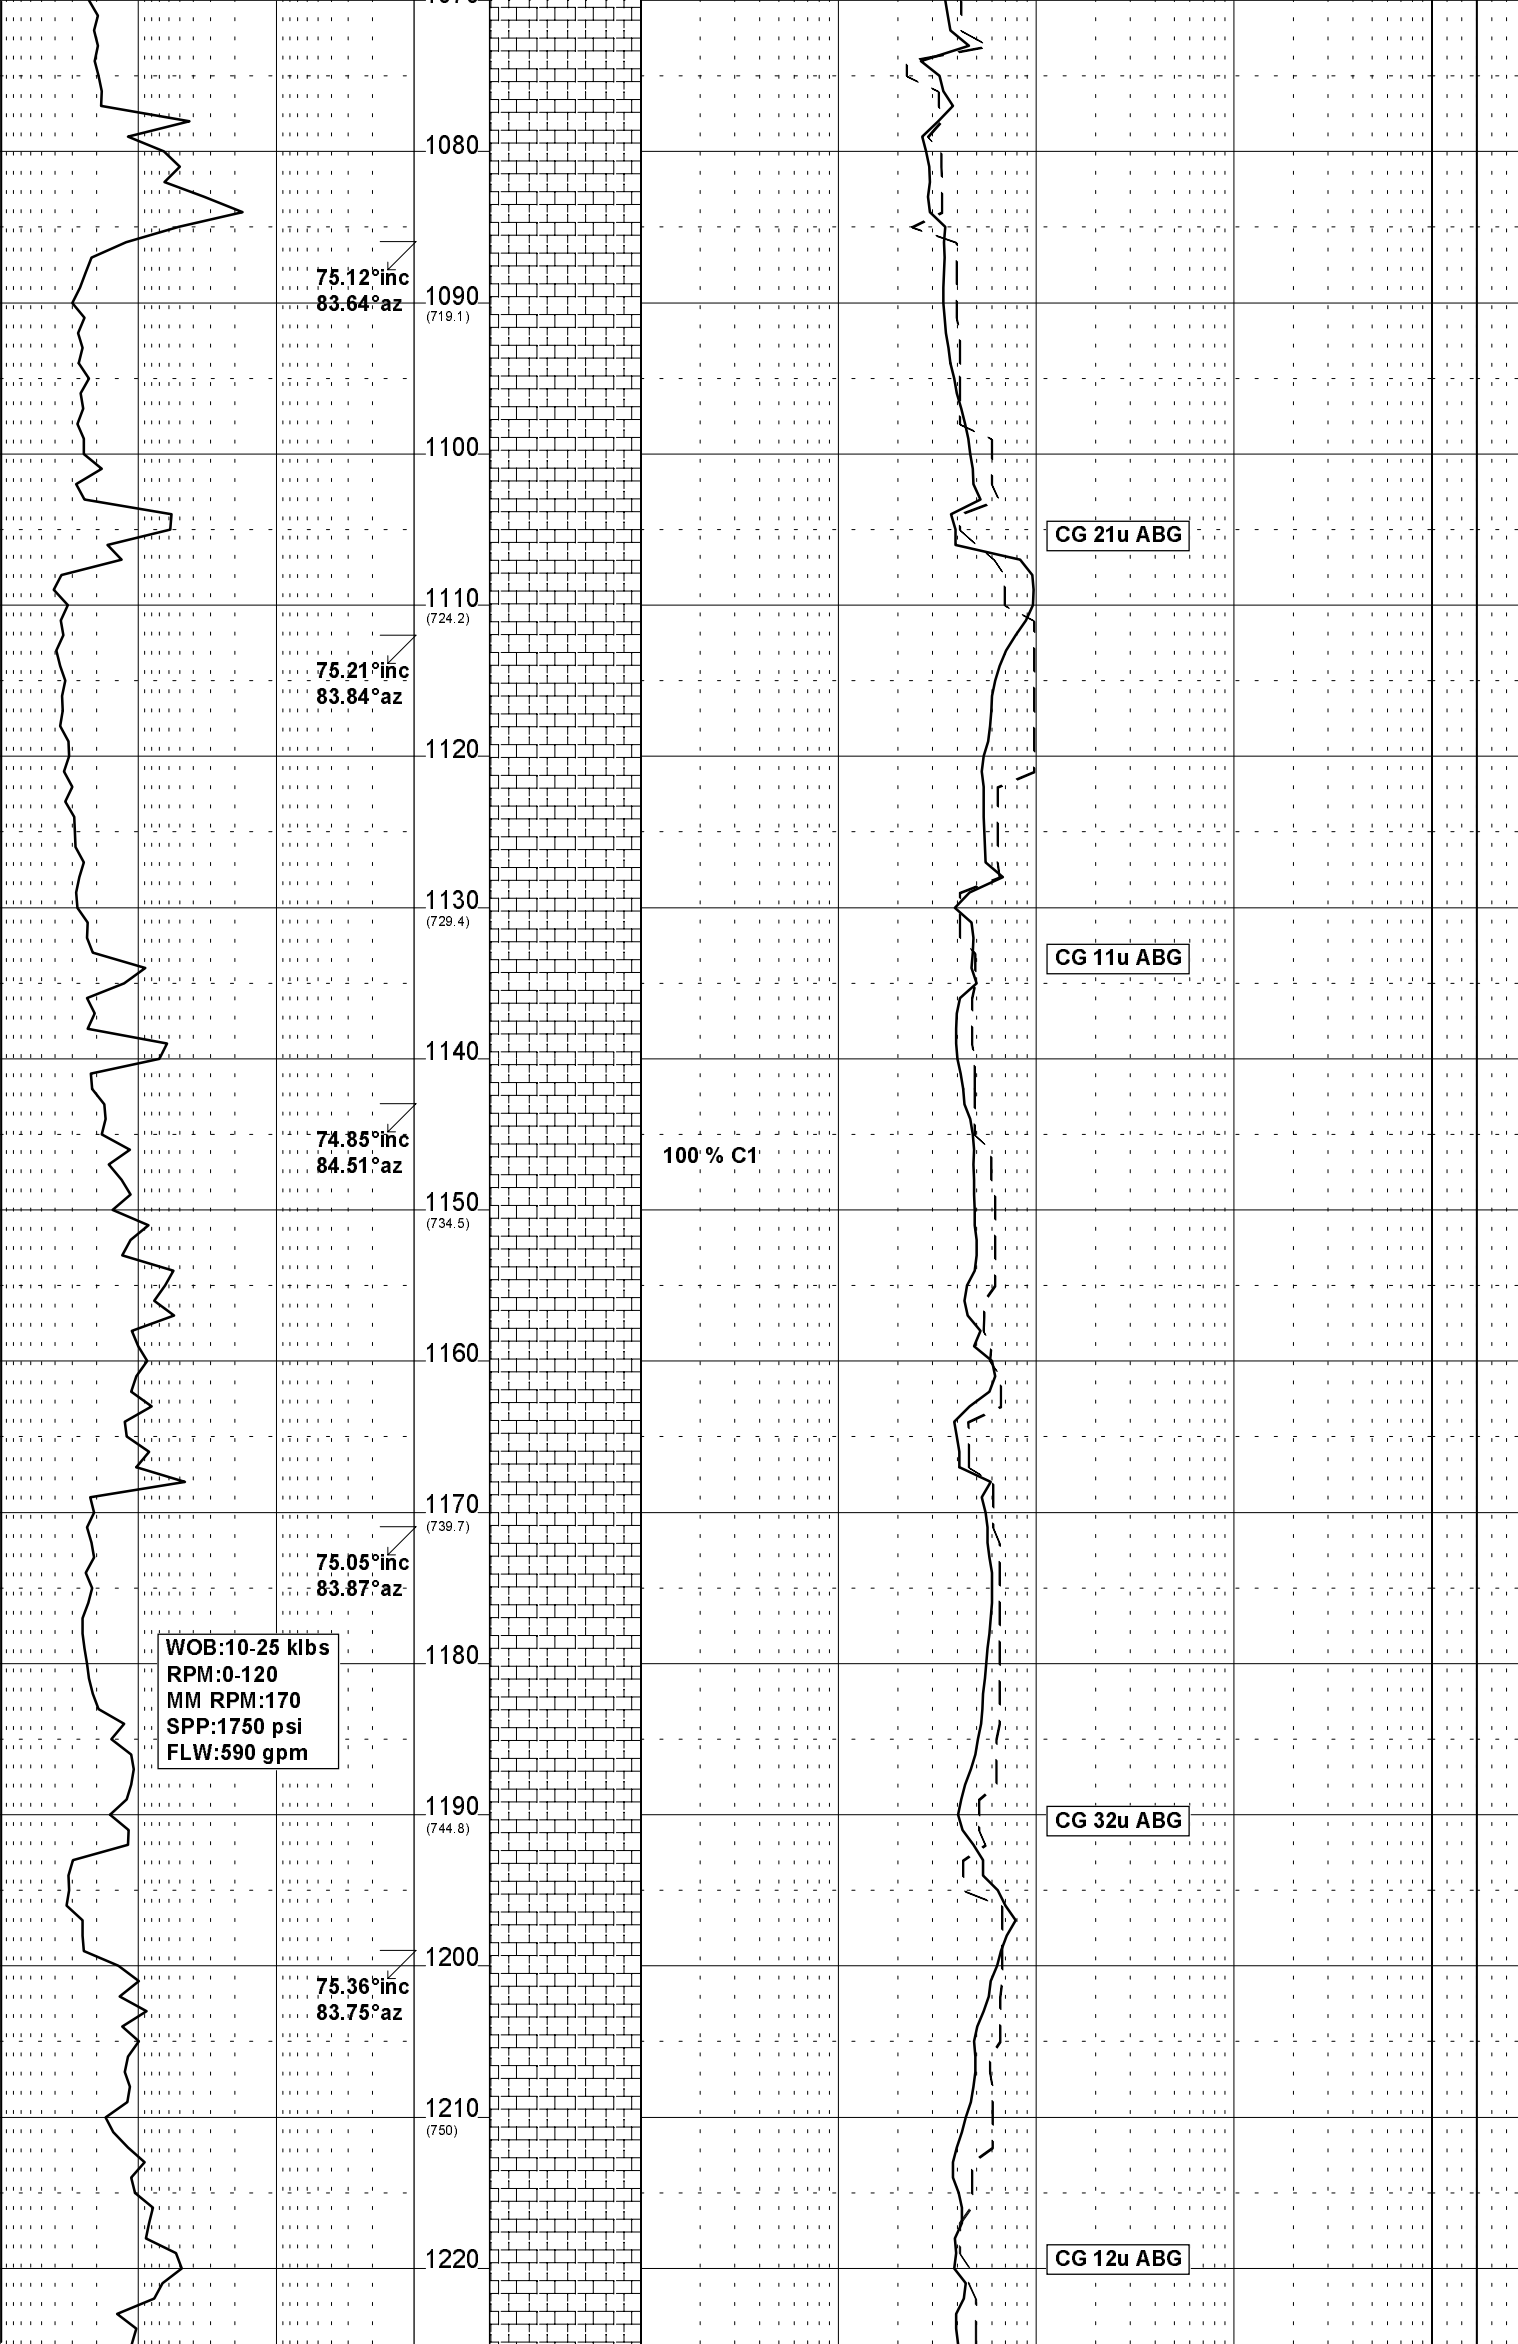 1080
75.12°inc
83.64°az
1090
(719.1)
1100
CG 21u ABG
1110
(724.2)
75.21°inc
83.84°az
1120
1130
(729.4)
CG 11u ABG
1140
74.85°inc
84.51°az
100 % C1
1150
(734.5)
1160
1170
(739.7)
75.05°inc
83.87°az
WOB:10-25 klbs
RPM:0-120
MM RPM:170
SPP:1750 psi
FLW:590 gpm
1180
1190
(744.8)
CG 32u ABG
1200
75.36°inc
83.75°az
1210
(750)
1220
CG 12u ABG